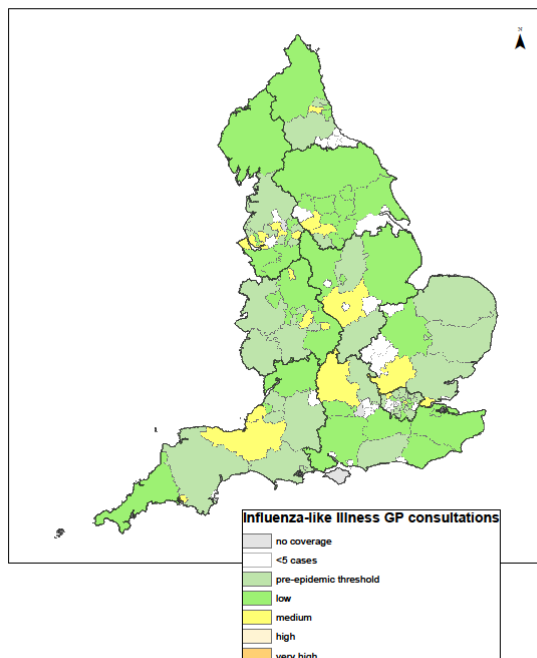 N
Influenza-like Illness GP consultations
no coverage
<5 cases
pre-epidemic threshold
low
medium
high
very high